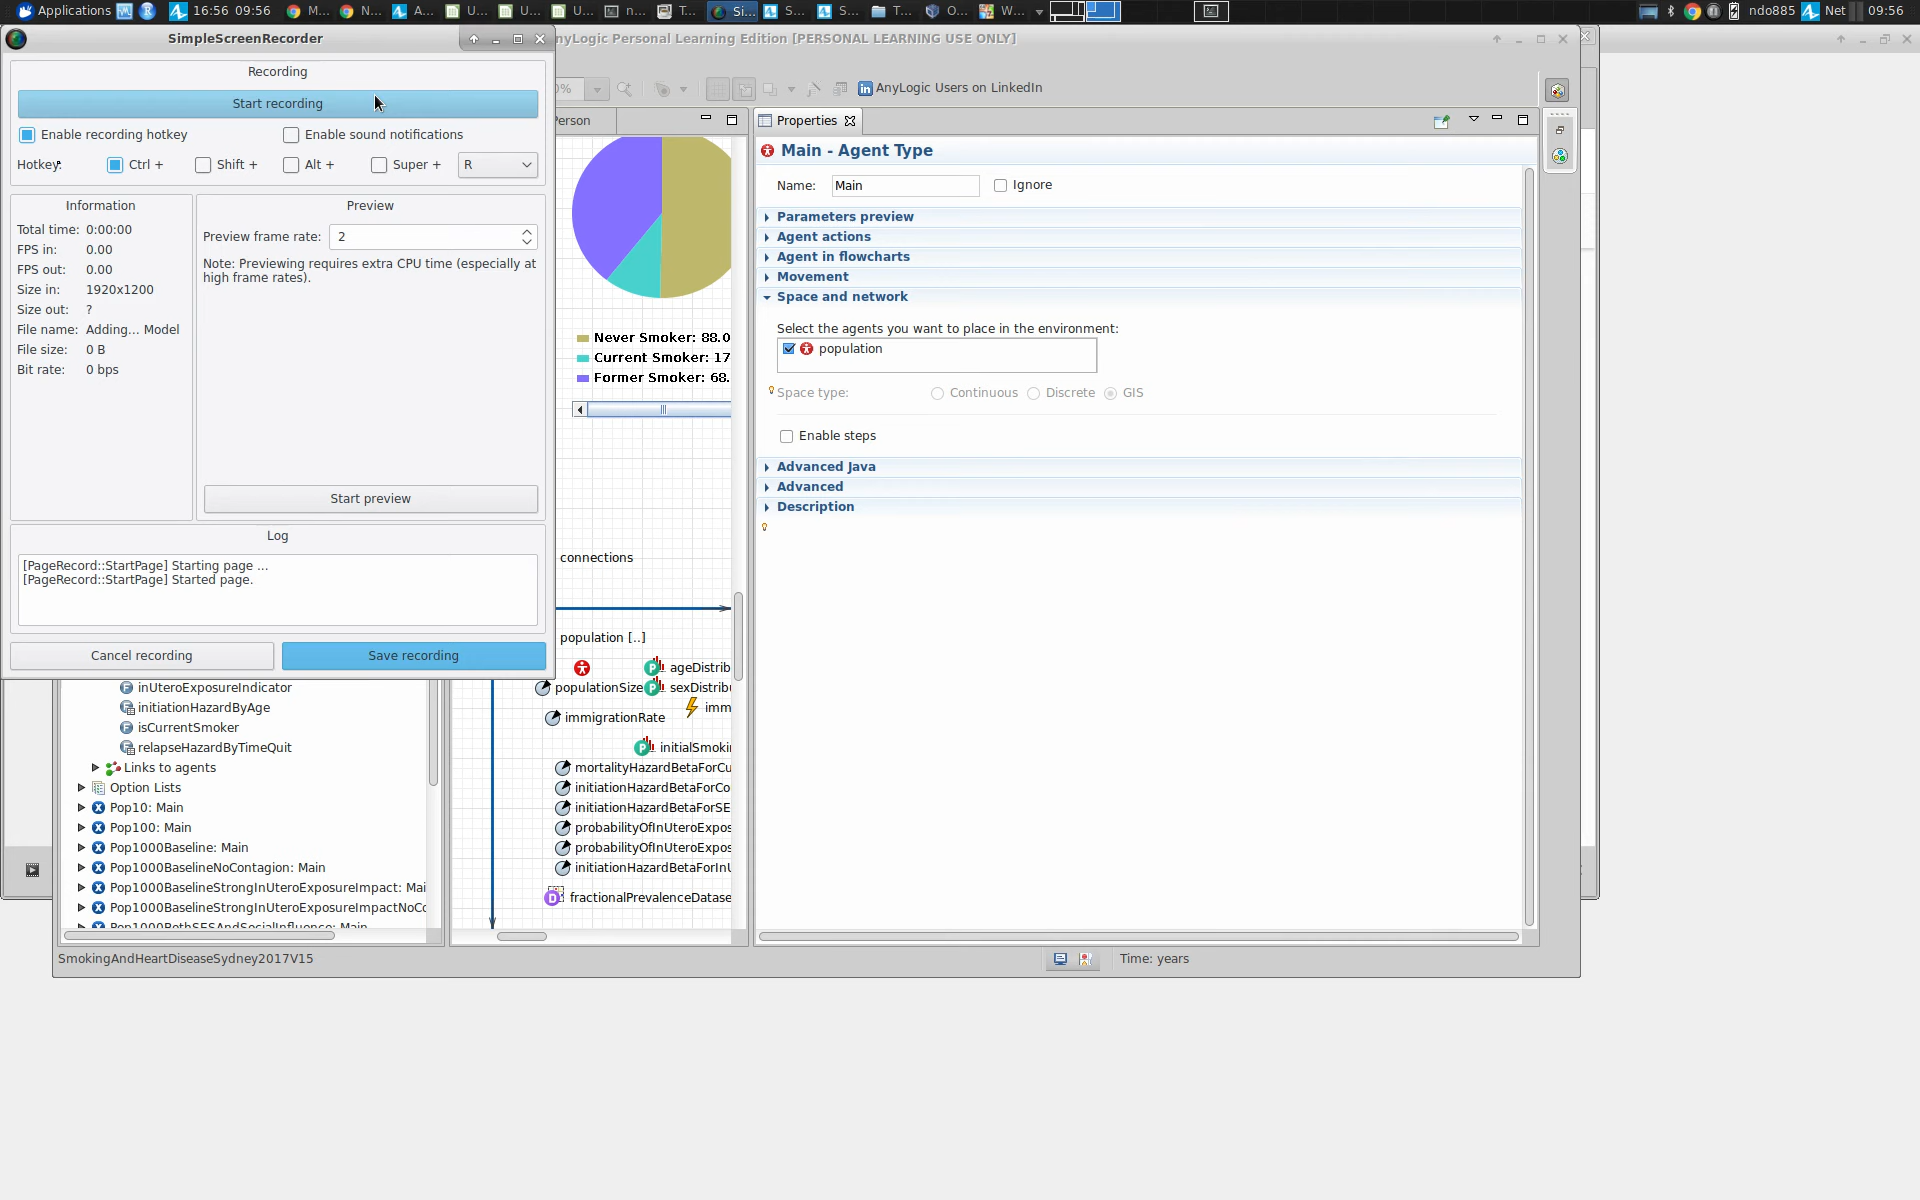 Applications 16:56 09:56 M... N... A... U... U... U... n... T... Si... S... S... T... O... W... ndo885 Net 09:56
SimpleScreenRecorder
Recording
Start recording
Enable recording hotkey Enable sound notifications
Hotkey: Ctrl + Shift + Alt + Super + R
Information
Total time: 0:00:00
FPS in: 0.00
FPS out: 0.00
Size in: 1920x1200
Size out: ?
File name: Adding... Model
File size: 0 B
Bit rate: 0 bps
Preview
Preview frame rate: 2
Note: Previewing requires extra CPU time (especially at
high frame rates).
Start preview
Log
[PageRecord::StartPage] Starting page ...
[PageRecord::StartPage] Started page.
Cancel recording Save recording
inUteroExposureIndicator
initiationHazardByAge
isCurrentSmoker
relapseHazardByTimeQuit
Links to agents
Option Lists
Pop10: Main
Pop100: Main
Pop1000Baseline: Main
Pop1000BaselineNoContagion: Main
Pop1000BaselineStrongInUteroExposureImpact: Mai
Pop1000BaselineStrongInUteroExposureImpactNoCo
Pop1000BothSESAndSocialInfluence: Main
SmokingAndHeartDiseaseSydney2017V15
nyLogic Personal Learning Edition [PERSONAL LEARNING USE ONLY]
0% AnyLogic Users on LinkedIn
Person
Never Smoker: 88.0
Current Smoker: 17
Former Smoker: 68.
connections
population [..]
ageDistrib
populationSize sexDistribu
imm
immigrationRate
initialSmoki
mortalityHazardBetaForCu
initiationHazardBetaForCo
initiationHazardBetaForSE
probabilityOfInUteroExpos
probabilityOfInUteroExpos
initiationHazardBetaForInU
fractionalPrevalenceDatase
Properties
Main - Agent Type
Name: Main Ignore
Parameters preview
Agent actions
Agent in flowcharts
Movement
Space and network
Select the agents you want to place in the environment:
population
Space type: Continuous Discrete GIS
Enable steps
Advanced Java
Advanced
Description
Time: years